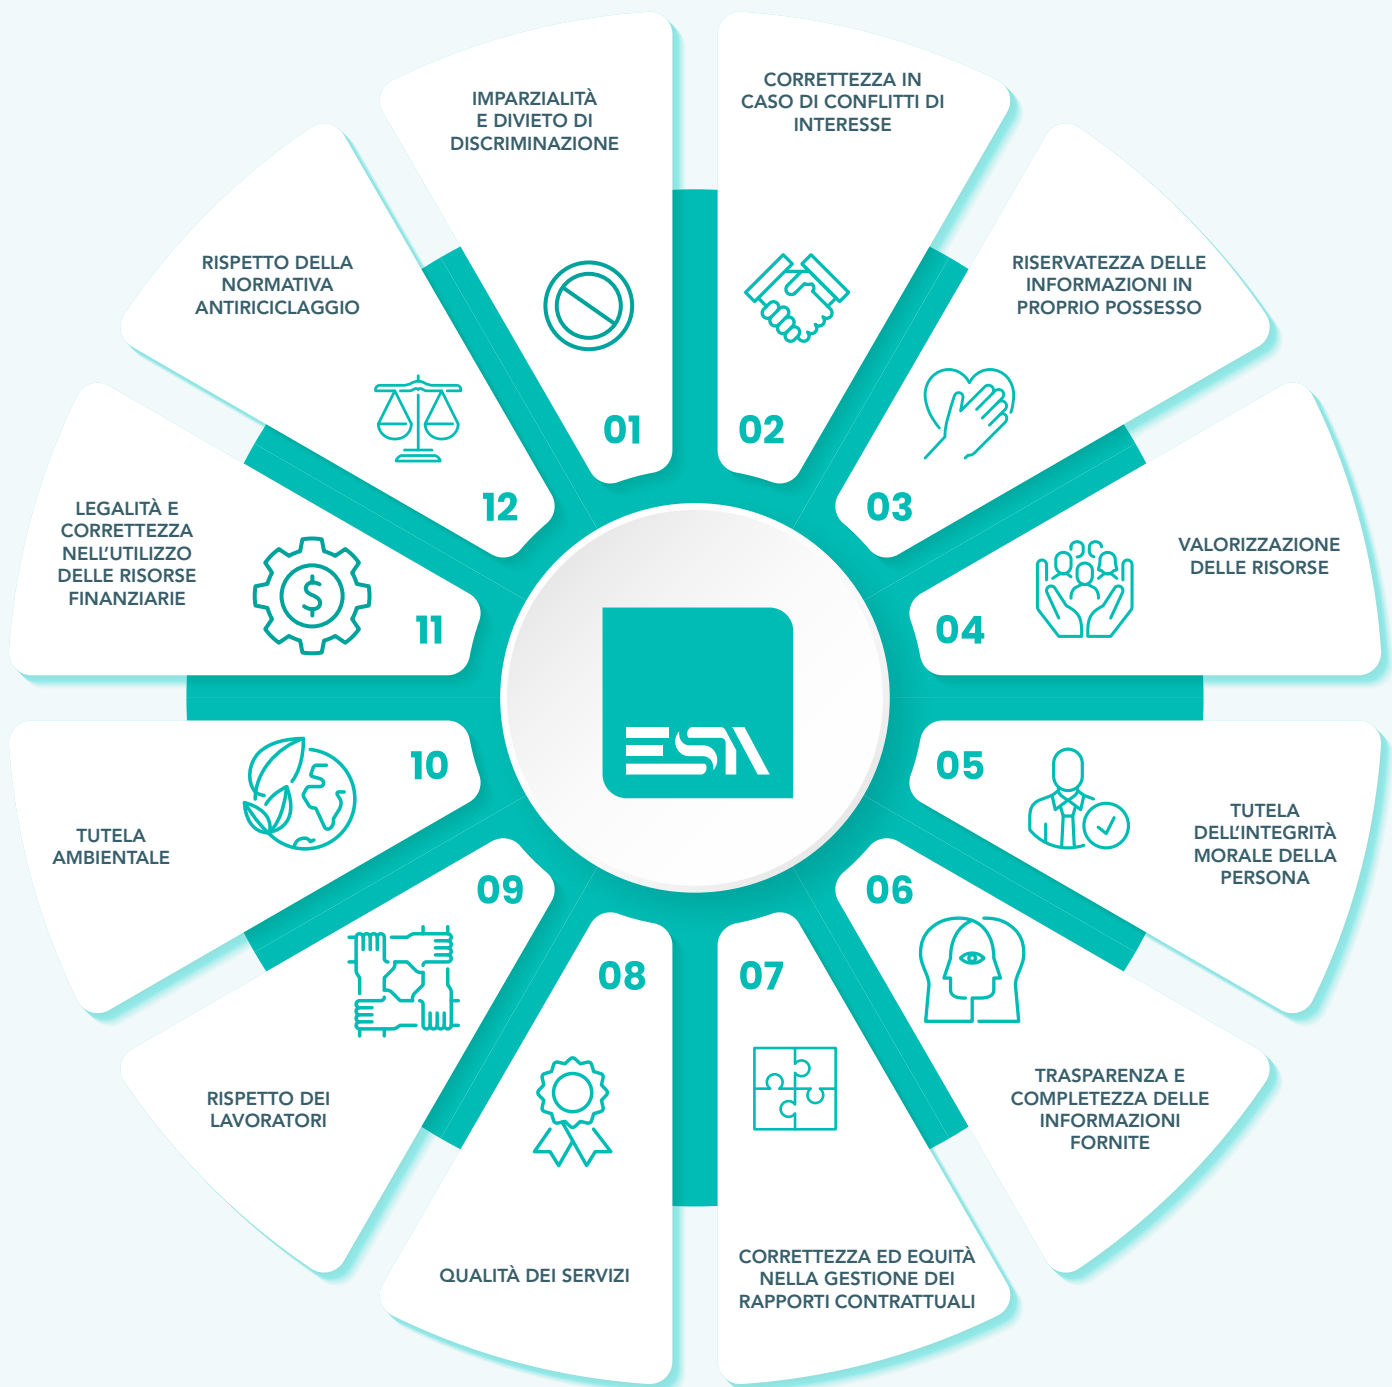 IMPARZIALITÀ
E DIVIETO DI
DISCRIMINAZIONE
01
CORRETTEZZA IN
CASO DI CONFLITTI DI
INTERESSE
02
RISERVATEZZA DELLE
INFORMAZIONI IN
PROPRIO POSSESSO
03
VALORIZZAZIONE
DELLE RISORSE
04
05
TUTELA
DELL'INTEGRITÀ
MORALE DELLA
PERSONA
06
TRASPARENZA E
COMPLETEZZA DELLE
INFORMAZIONI
FORNITE
07
CORRETTEZZA ED EQUITÀ
NELLA GESTIONE DEI
RAPPORTI CONTRATTUALI
08
QUALITÀ DEI SERVIZI
09
RISPETTO DEI
LAVORATORI
10
TUTELA
AMBIENTALE
LEGALITÀ E
CORRETTEZZA
NELL'UTILIZZO
DELLE RISORSE
FINANZIARIE
$
11
RISPETTO DELLA
NORMATIVA
ANTIRICICLAGGIO
12
ESA